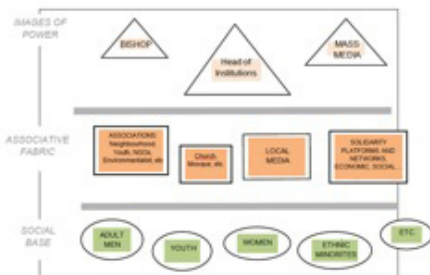 IMAGES OF
POWER
BISHOP
Head of
Institutions
MASS
MEDIA
ASSOCIATIVE
FABRIC
ASSOCIATIONS:
Neighbourhood,
Youth, NGOs,
Environmentalist, etc
Church,
Mosque, etc.
LOCAL
MEDIA
SOLIDARITY
PLATFORMS AND
NETWORKS,
ECONOMIC, SOCIAL...
SOCIAL
BASE
ADULT
MEN
YOUTH
WOMEN
ETHNIC
MINORITES
ETC.